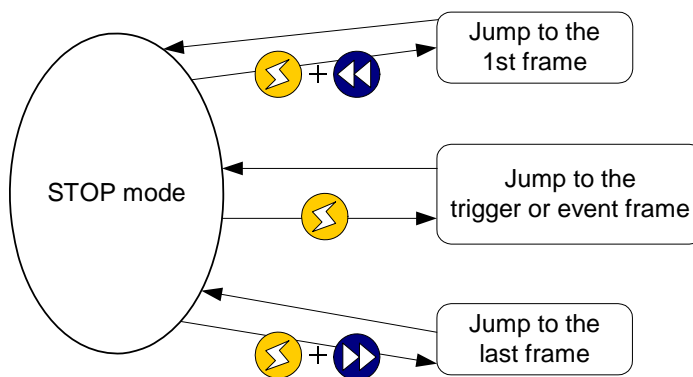 Jump to the
1st frame
+
STOP mode
Jump to the
trigger or event frame
Jump to the
last frame
+